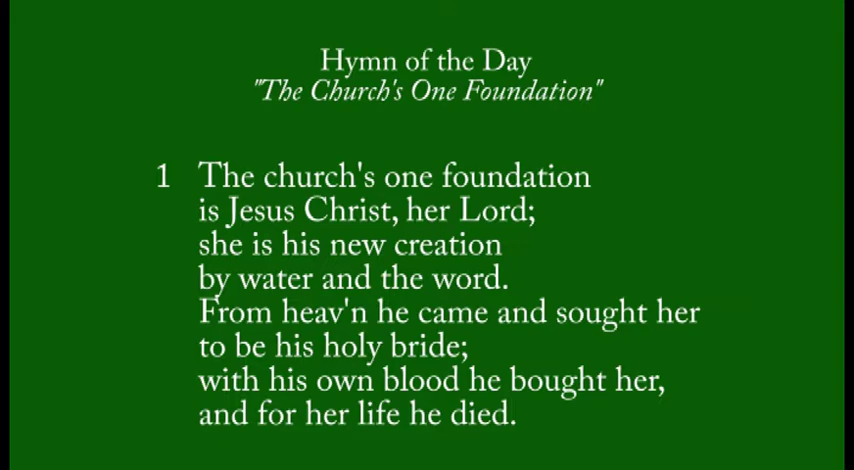 Hymn of the Day
"The Church's One Foundation"
1 The church's one foundation
is Jesus Christ, her Lord;
she is his new creation
by water and the word.
From heav'n he came and sought her
to be his holy bride;
with his own blood he bought her,
and for her life he died.